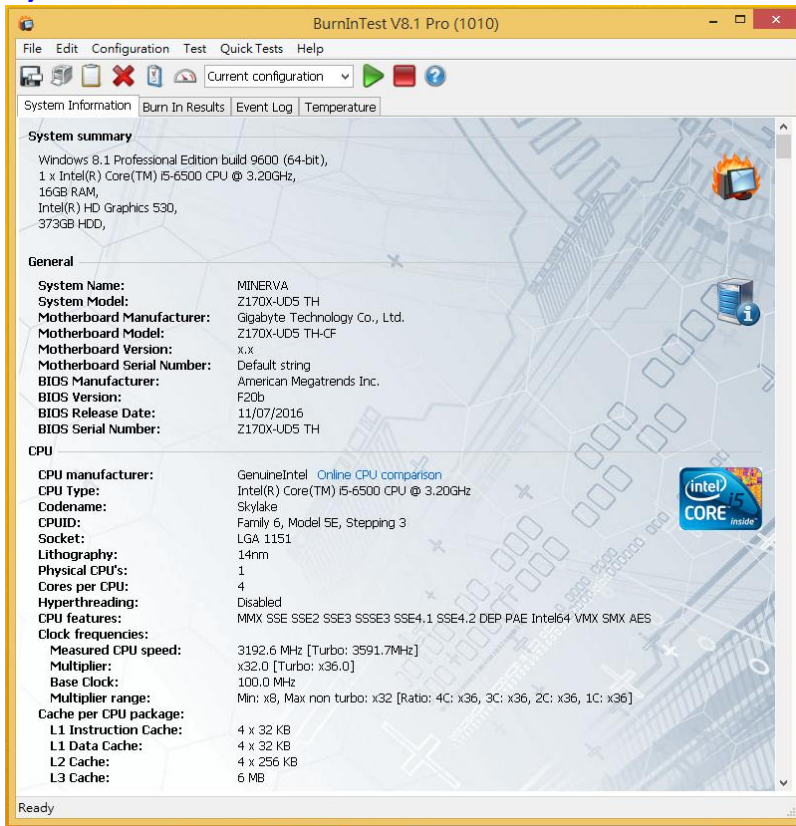 BurnInTest V8.1 Pro (1010)
File Edit Configuration Test Quick Tests Help
Current configuration
System Information Burn In Results Event Log Temperature
System summary
Windows 8.1 Professional Edition build 9600 (64-bit),
1 x Intel(R) Core(TM) i5-6500 CPU @ 3.20GHz,
16GB RAM,
Intel(R) HD Graphics 530,
373GB HDD,
General
System Name: MINERVA
System Model: Z170X-UD5 TH
Motherboard Manufacturer: Gigabyte Technology Co., Ltd.
Motherboard Model: Z170X-UD5 TH-CF
Motherboard Version: x.x
Motherboard Serial Number: Default string
BIOS Manufacturer: American Megatrends Inc.
BIOS Version: F20b
BIOS Release Date: 11/07/2016
BIOS Serial Number: Z170X-UD5 TH
CPU
CPU manufacturer: GenuineIntel Online CPU comparison
CPU Type: Intel(R) Core(TM) i5-6500 CPU @ 3.20GHz
Codename: Skylake
CPUID: Family 6, Model 5E, Stepping 3
Socket: LGA 1151
Lithography: 14nm
Physical CPU's: 1
Cores per CPU: 4
Hyperthreading: Disabled
CPU features: MMX SSE SSE2 SSE3 SSSE3 SSE4.1 SSE4.2 DEP PAE Intel64 VMX SMX AES
Clock frequencies:
Measured CPU speed: 3192.6 MHz [Turbo: 3591.7MHz]
Multiplier: x32.0 [Turbo: x36.0]
Base Clock: 100.0 MHz
Multiplier range: Min: x8, Max non turbo: x32 [Ratio: 4C: x36, 3C: x36, 2C: x36, 1C: x36]
Cache per CPU package:
L1 Instruction Cache: 4 x 32 KB
L1 Data Cache: 4 x 32 KB
L2 Cache: 4 x 256 KB
L3 Cache: 6 MB
Ready
intel
CORE i5
inside